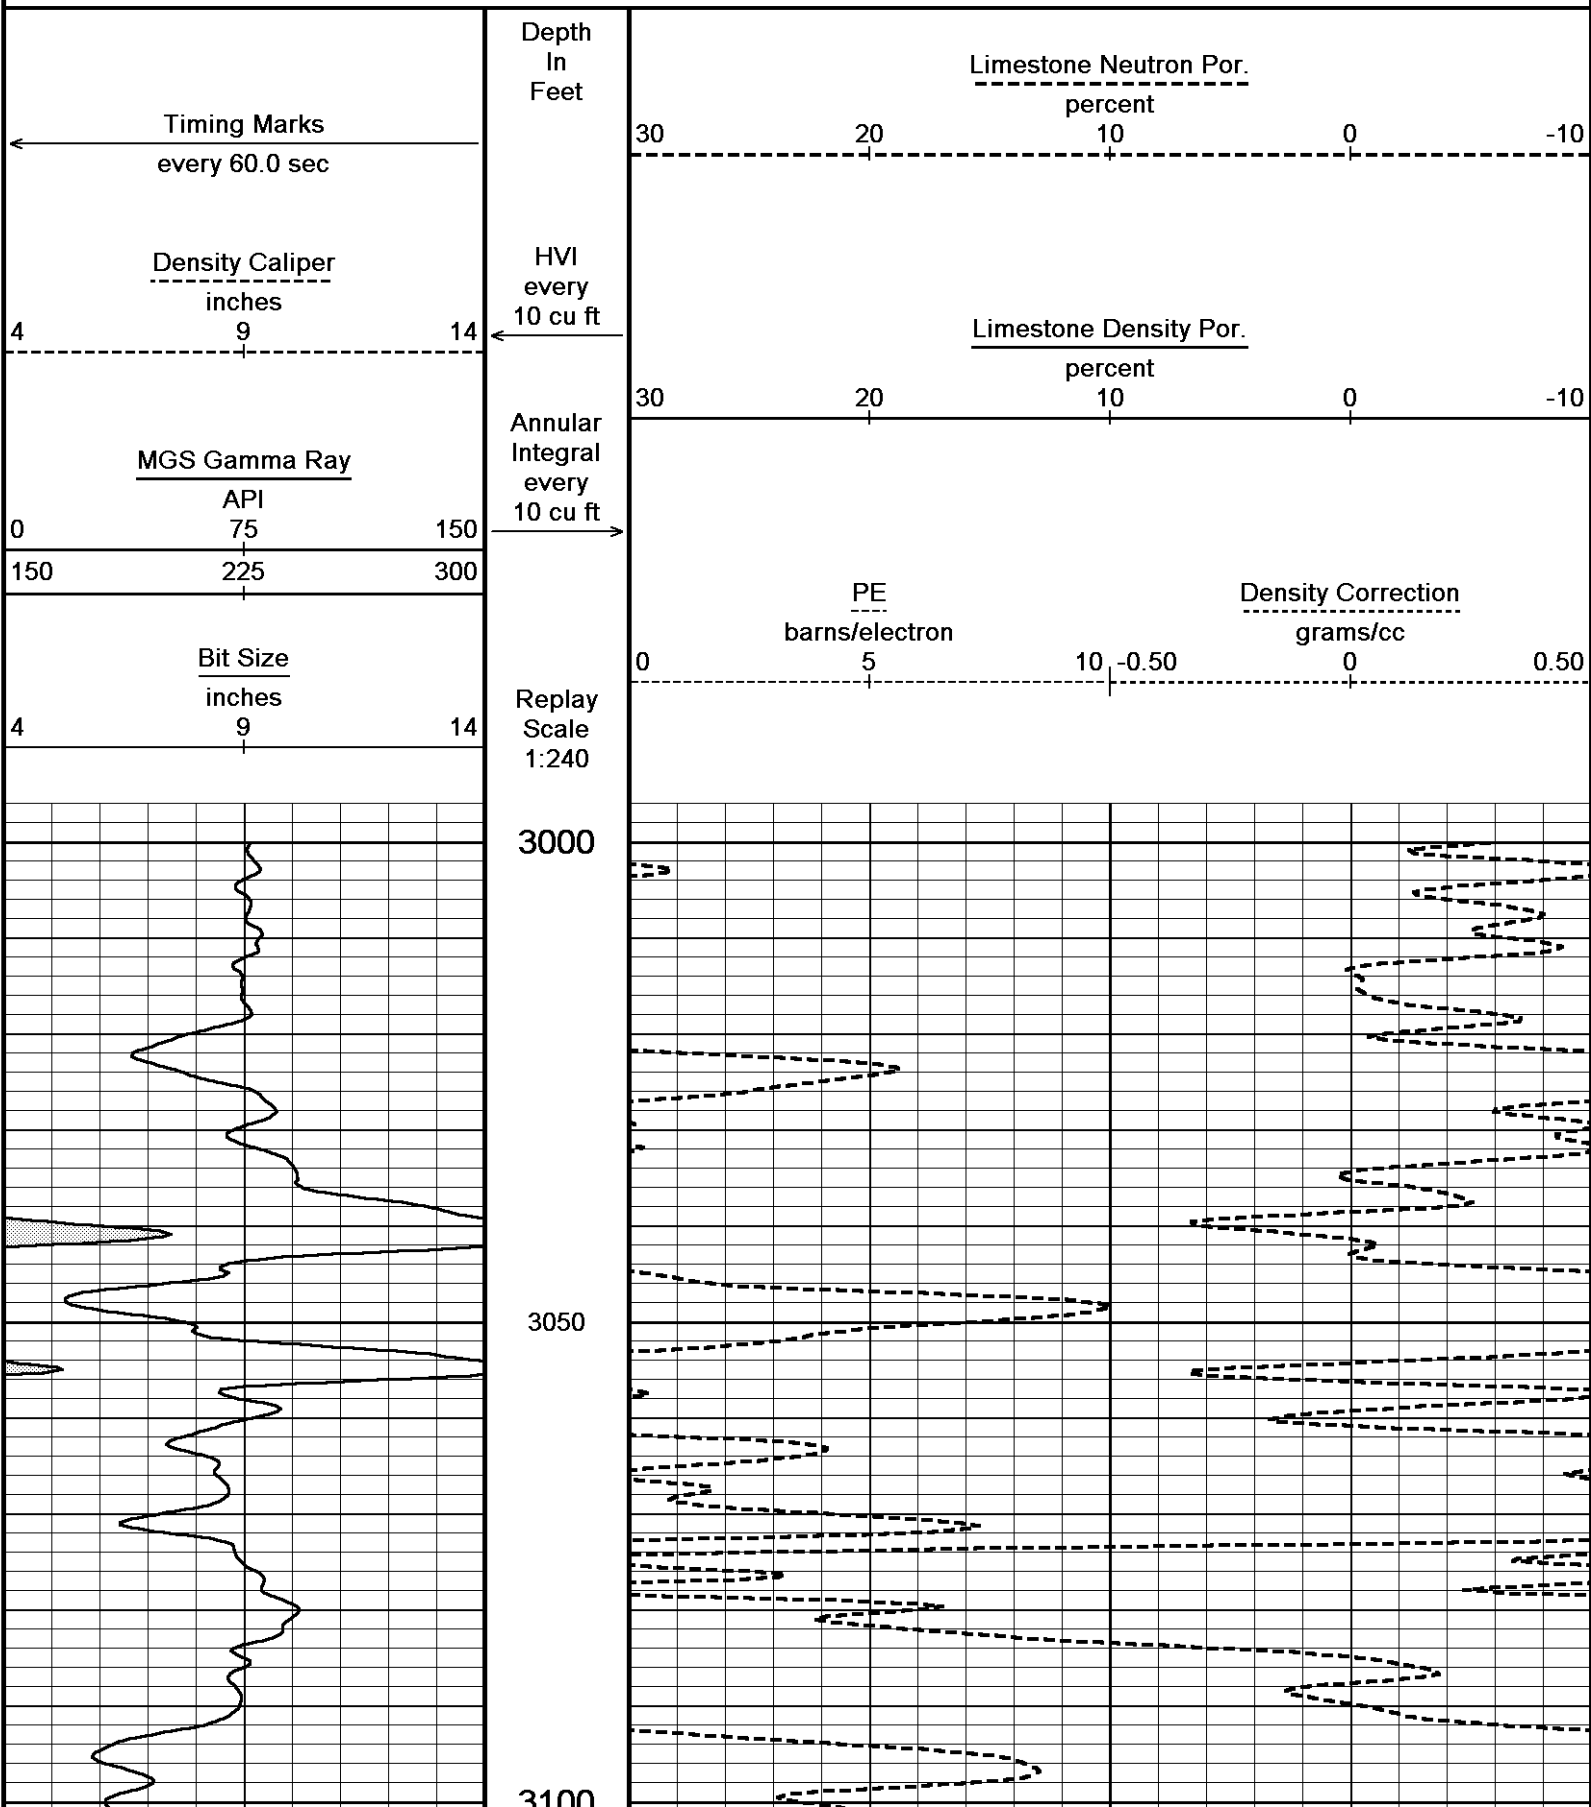 Timing Marks
every 60.0 sec
Density Caliper
inches
4 9 14
MGS Gamma Ray
API
0 75 150
150 225 300
Bit Size
inches
4 9 14
Depth
In
Feet
HVI
every
10 cu ft
Annular
Integral
every
10 cu ft
Replay
Scale
1:240
Limestone Neutron Por.
percent
30 20 10 0 -10
Limestone Density Por.
percent
30 20 10 0 -10
PE
barns/electron
0 5 10
Density Correction
grams/cc
-0.50 0 0.50
3000
3050
3100